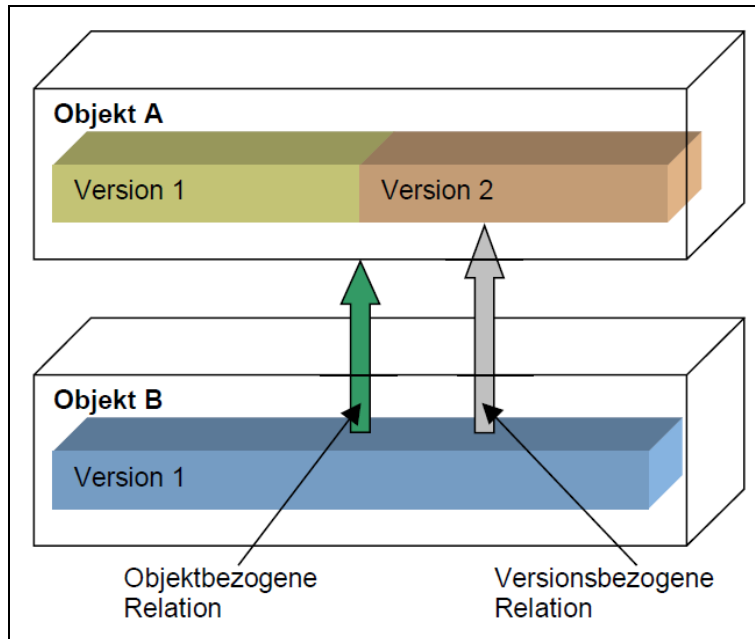 Objekt A
Version 1
Version 2
Objekt B
Version 1
Objektbezogene
Relation
Versionsbezogene
Relation